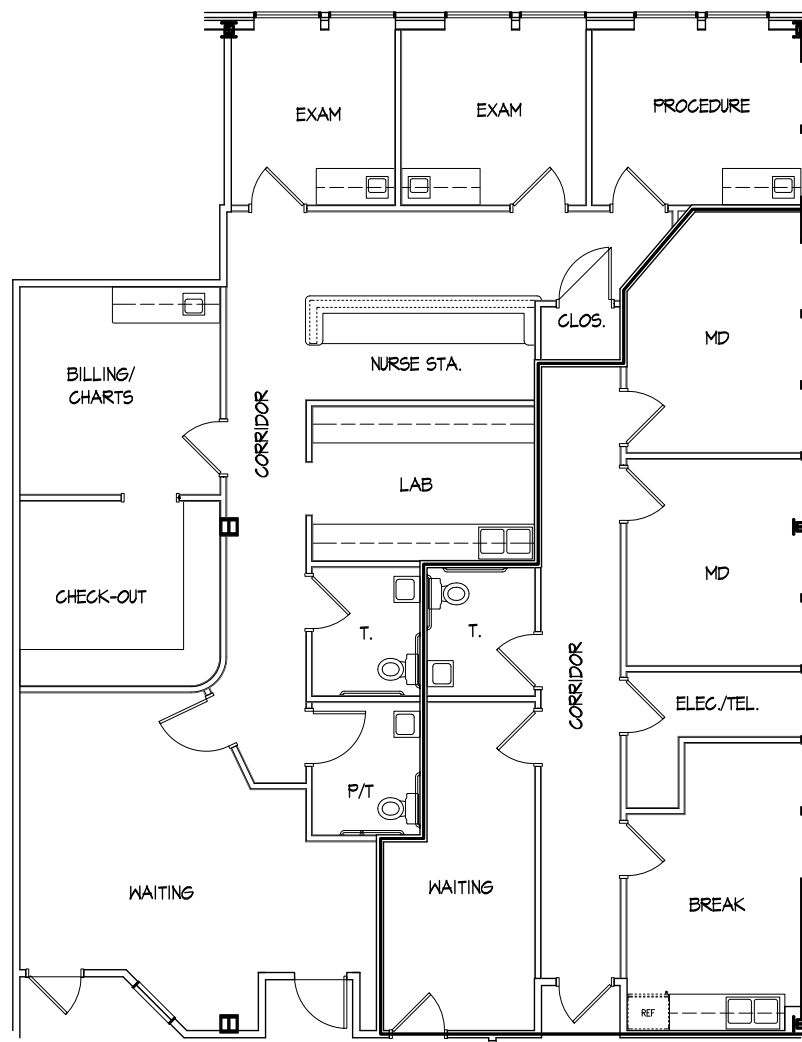 EXAM
EXAM
PROCEDURE
CLOS.
MD
NURSE STA.
BILLING/
CHARTS
CORRIDOR
LAB
MD
CHECK-OUT
T.
T.
CORRIDOR
ELEC./TEL.
P/T
WAITING
WAITING
BREAK
REF